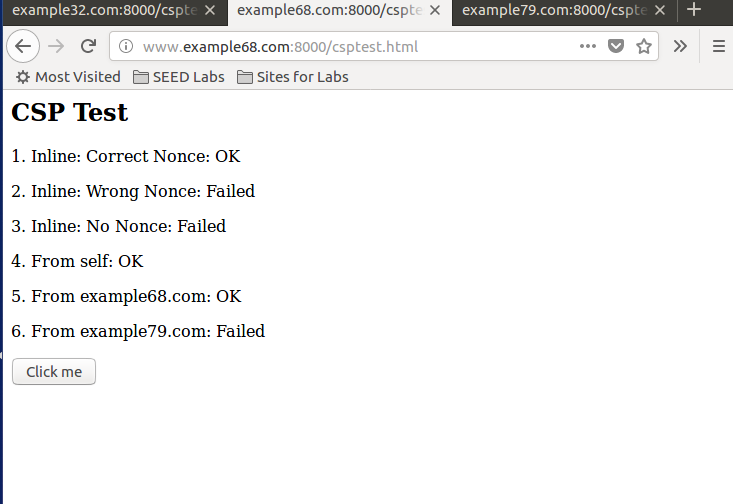 example32.com:8000/cspte
example68.com:8000/cspte
example79.com:8000/cspte
www.example68.com:8000/csptest.html
Most Visited
SEED Labs
Sites for Labs
CSP Test
1. Inline: Correct Nonce: OK
2. Inline: Wrong Nonce: Failed
3. Inline: No Nonce: Failed
4. From self: OK
5. From example68.com: OK
6. From example79.com: Failed
Click me